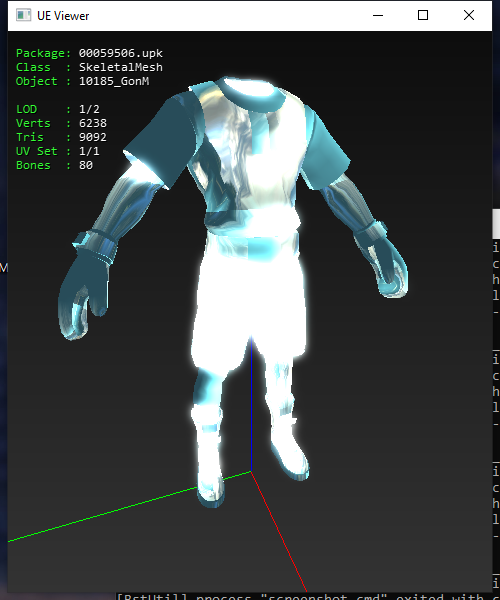 UE Viewer
Package: 00059506.upk
Class : SkeletalMesh
Object : 10185_GonM
LOD : 1/2
Verts : 6238
Tris : 9092
UV Set : 1/1
Bones : 80
M
i
c
h
l
-
i
c
h
l
-
i
c
h
l
-
i
[BstUtil] process "screenshot.cmd" exited with c